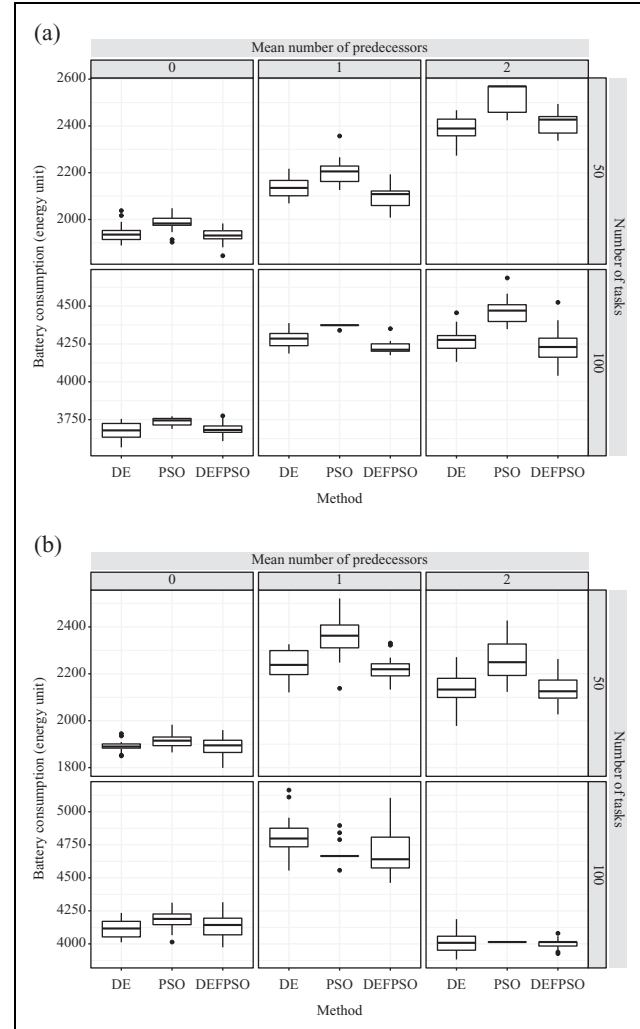 (a)
Mean number of predecessors
0
1
2
2600
2400
2200
2000
50
4500
4250
4000
3750
100
Battery consumption (energy unit)
Number of tasks
DE
PSO
DEFPSO
DE
PSO
DEFPSO
DE
PSO
DEFPSO
Method
(b)
Mean number of predecessors
0
1
2
2400
2200
1900
1800
50
5000
4750
4500
4250
4000
100
Battery consumption (energy unit)
Number of tasks
DE
PSO
DEFPSO
DE
PSO
DEFPSO
DE
PSO
DEFPSO
Method